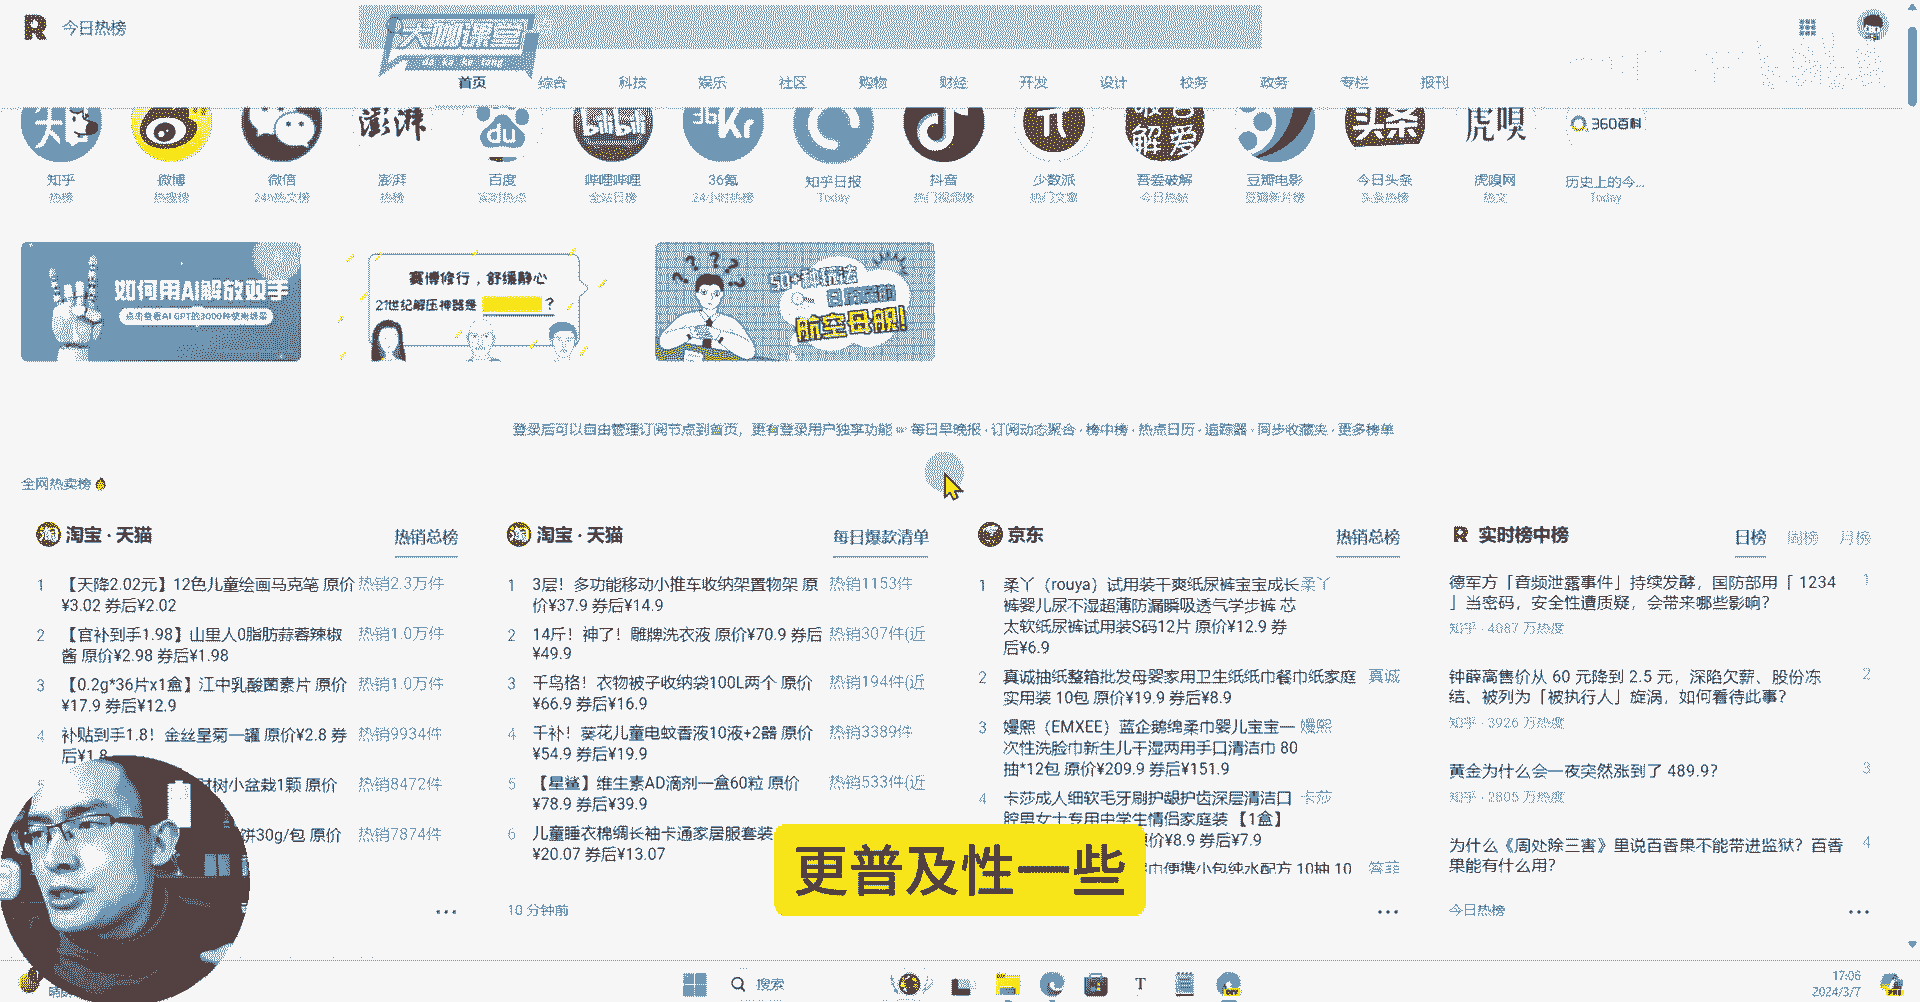 今日热榜
大咖课堂
da ka ke tang
首页 综合 科技 娱乐 社区 购物 财经 开发 设计 校务 政务 专栏 报刊
du bilibili 36Kr 头条 虎嗅 360百科
澎湃
知乎 微博 微信 澎湃 百度 哔哩哔哩 36氪 知乎日报 抖音 少数派 吾爱破解 豆瓣电影 今日头条 虎嗅网 历史上的今...
热榜 热搜榜 24h热文榜 热榜 实时热点 全站日榜 24小时热榜 Today 热门视频榜 热门文章 今日热帖 豆瓣新片榜 头条热榜 热文 Today
如何用AI解放双手
点击查看AI GPT的3000种使用场景
赛博修行，舒缓静心
21世纪解压神器是 ？
50+种玩法
航空母舰!
登录后可以自由管理订阅节点到首页，更有登录用户独享功能 - 每日早晚报 · 订阅动态聚合 · 榜中榜 · 热点日历 · 追踪器 · 同步收藏夹 · 更多榜单
全网热卖榜
淘宝 · 天猫 热销总榜
1 【天降2.02元】12色儿童绘画马克笔 原价 热销2.3万件
¥3.02 券后¥2.02
2 【官补到手1.98】山里人0脂肪蒜蓉辣椒 热销1.0万件
酱 原价¥2.98 券后¥1.98
3 【0.2g*36片x1盒】江中乳酸菌素片 原价 热销1.0万件
¥17.9 券后¥12.9
4 补贴到手1.8！金丝皇菊一罐 原价¥2.8 券 热销9934件
后¥1.8
树小盆栽1颗 原价 热销8472件
饼30g/包 原价 热销7874件
淘宝 · 天猫 每日爆款清单
1 3层！多功能移动小推车收纳架置物架 原 热销1153件
价¥37.9 券后¥14.9
2 14斤！神了！雕牌洗衣液 原价¥70.9 券后 热销307件(近
¥49.9
3 千鸟格！衣物被子收纳袋100L两个 原价 热销194件(近
¥66.9 券后¥16.9
4 千补！葵花儿童电蚊香液10液+2器 原价 热销3389件
¥54.9 券后¥19.9
5 【星鲨】维生素AD滴剂一盒60粒 原价 热销533件(近
¥78.9 券后¥39.9
6 儿童睡衣棉绸长袖卡通家居服套装
¥20.07 券后¥13.07
10 分钟前
京东 热销总榜
1 柔丫（rouya）试用装干爽纸尿裤宝宝成长 柔丫
裤婴儿尿不湿超薄防漏瞬吸透气学步裤 芯
太软纸尿裤试用装S码12片 原价¥12.9 券
后¥6.9
2 真诚抽纸整箱批发母婴家用卫生纸纸巾餐巾纸家庭 真诚
实用装 10包 原价¥19.9 券后¥8.9
3 嫚熙（EMXEE）蓝企鹅绵柔巾婴儿宝宝一 嫚熙
次性洗脸巾新生儿干湿两用手口清洁巾 80
抽*12包 原价¥209.9 券后¥151.9
4 卡莎成人细软毛牙刷护龈护齿深层清洁口 卡莎
腔男女士专用中学生情侣家庭装 【1盒】
价¥8.9 券后¥7.9
巾便携小包纯水配方 10抽 10
实时榜中榜 日榜 周榜 月榜
德军方「音频泄露事件」持续发酵，国防部用「 1234 1
」当密码，安全性遭质疑，会带来哪些影响？
知乎 · 4087 万热度
钟薛高售价从 60 元降到 2.5 元，深陷欠薪、股份冻 2
结、被列为「被执行人」旋涡，如何看待此事？
知乎 · 3926 万热度
黄金为什么会一夜突然涨到了 489.9？ 3
知乎 · 2805 万热度
为什么《周处除三害》里说百香果不能带进监狱？百香 4
果能有什么用？
今日热榜
更普及性一些
搜索
17:06
2024/3/7